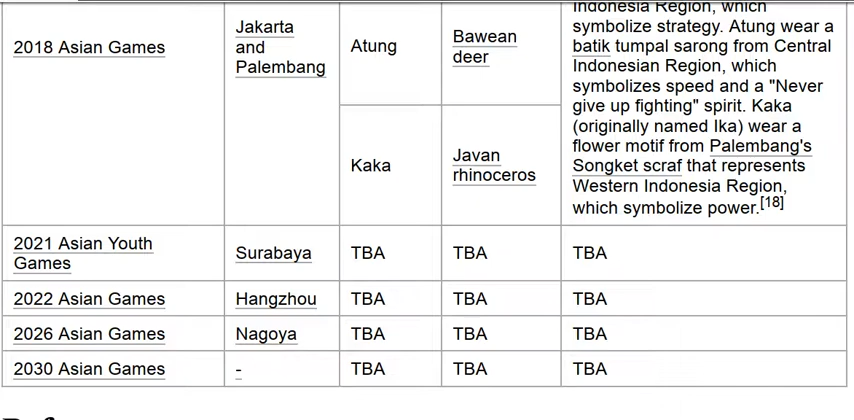 Indonesia Region, which
symbolize strategy. Atung wear a
batik tumpal sarong from Central
Indonesian Region, which
symbolizes speed and a "Never
give up fighting" spirit. Kaka
(originally named Ika) wear a
flower motif from Palembang's
Songket scraf that represents
Western Indonesia Region,
which symbolize power.[18]
2018 Asian Games
Jakarta
and
Palembang
Atung
Bawean
deer
Kaka
Javan
rhinoceros
2021 Asian Youth
Games
Surabaya
TBA
TBA
TBA
2022 Asian Games
Hangzhou
TBA
TBA
TBA
2026 Asian Games
Nagoya
TBA
TBA
TBA
2030 Asian Games
-
TBA
TBA
TBA